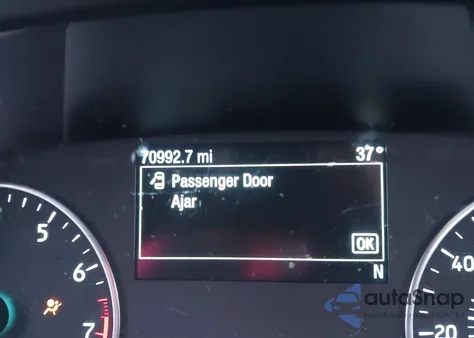 70992.7 mi 37°
Passenger Door
Ajar
OK
N
5
6
7
40
20
autoSnap